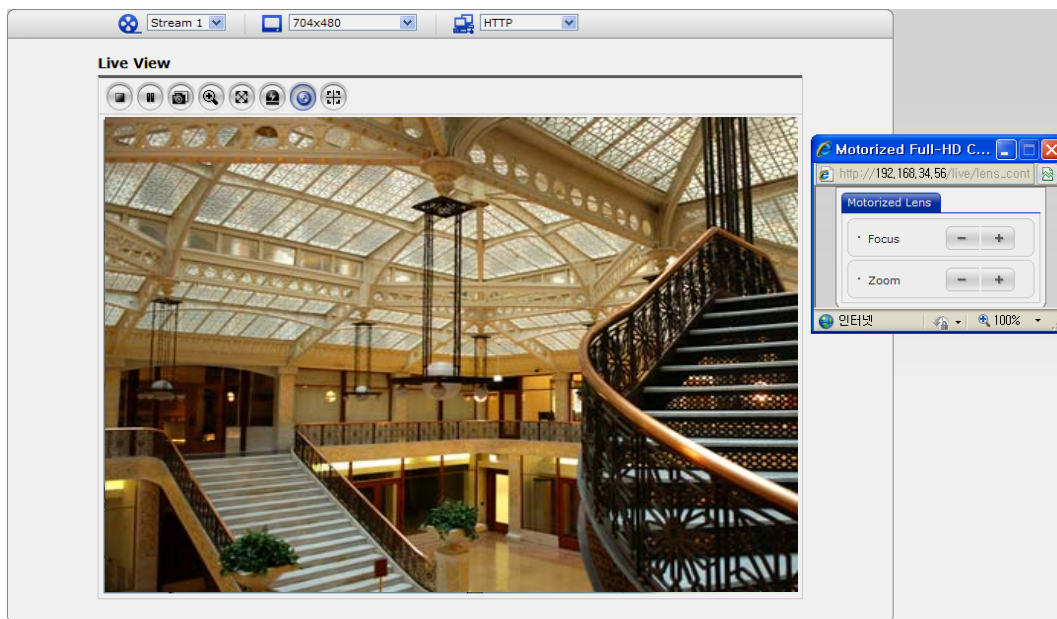 Stream 1
704x480
HTTP
Live View
Motorized Full-HD C...
http://192,168,34,56/live/lens_cont
Motorized Lens
· Focus
− +
· Zoom
− +
인터넷
100%